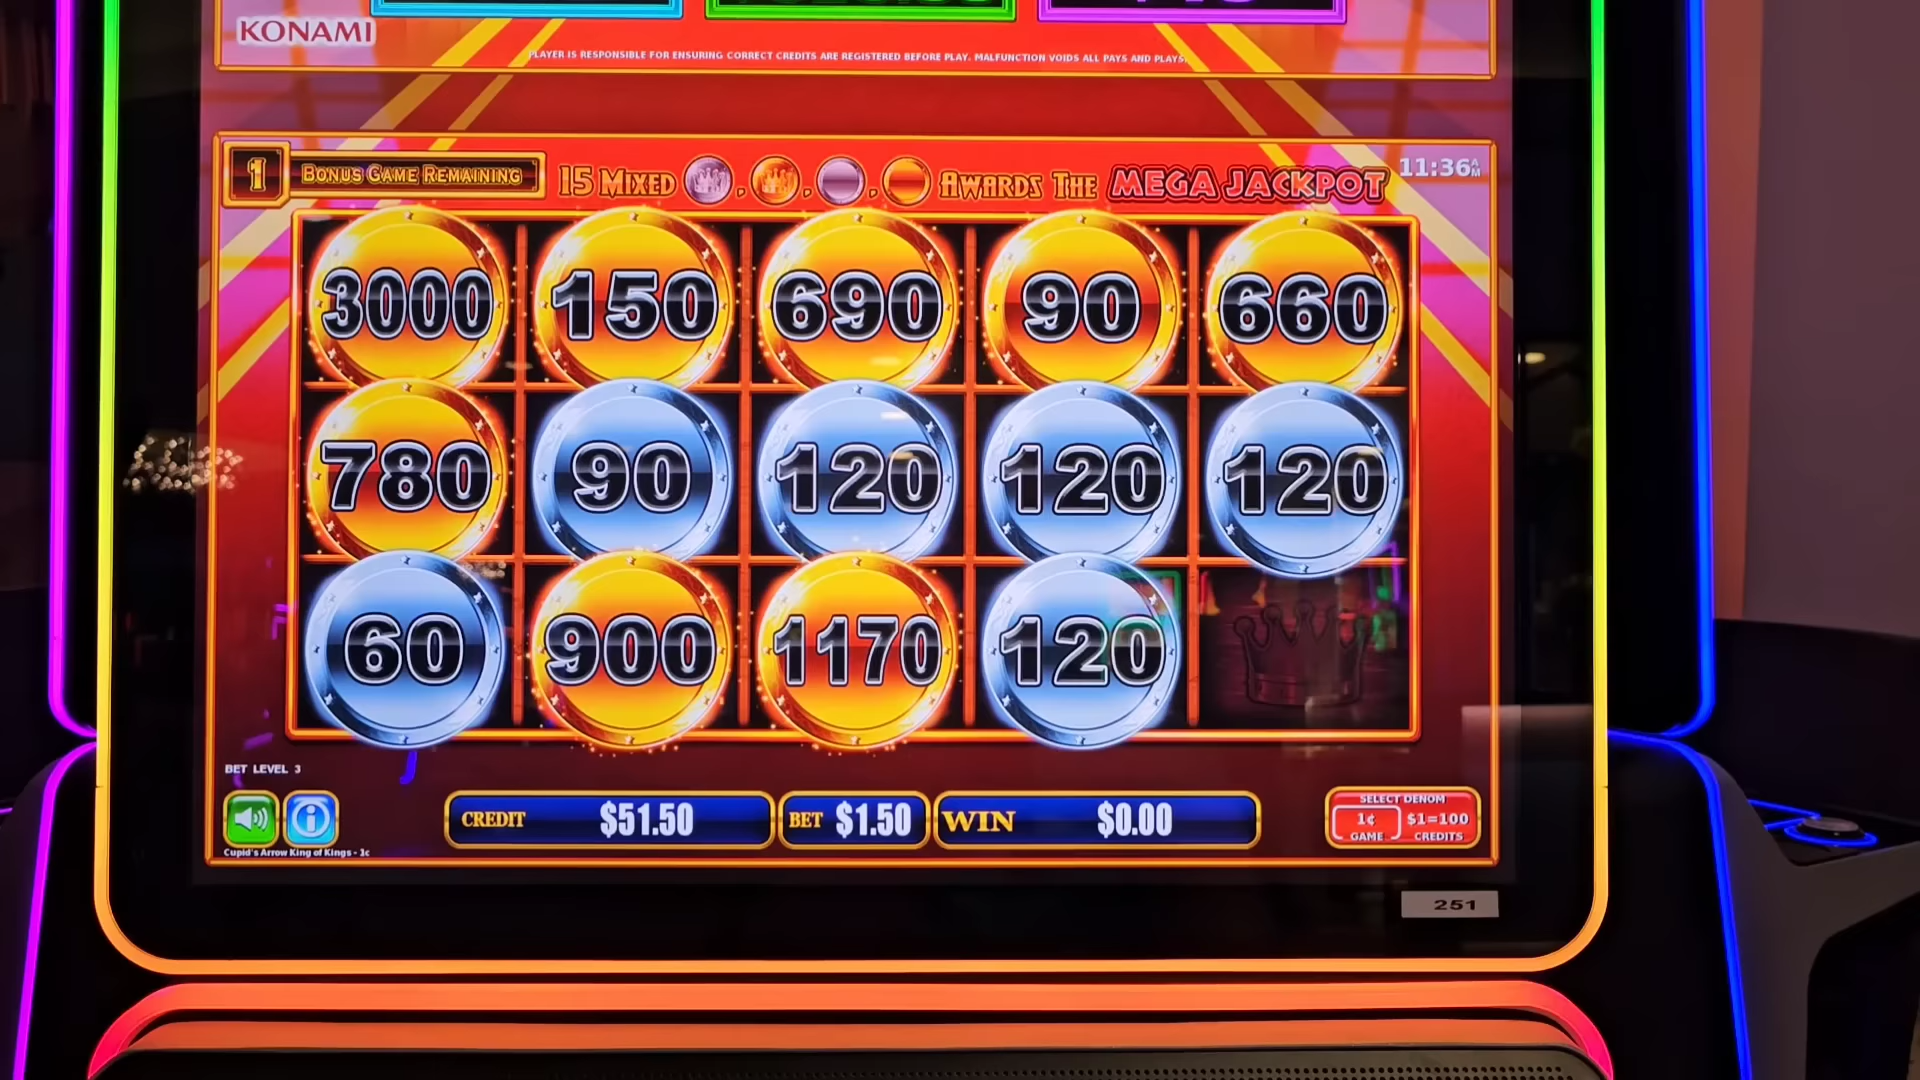 KONAMI
PLAYER IS RESPONSIBLE FOR ENSURING CORRECT CREDITS ARE REGISTERED BEFORE PLAY. MALFUNCTION VOIDS ALL PAYS AND PLAYS.
1 BONUS GAME REMAINING
15 MIXED , , , AWARDS THE MEGA JACKPOT
11:36 AM
3000 150 690 90 660
780 90 120 120 120
60 900 1170 120
BET LEVEL 3
CREDIT $51.50 BET $1.50 WIN $0.00
SELECT DENOM
1¢ $1=100
GAME CREDITS
Cupid's Arrow King of Kings - 1c
251